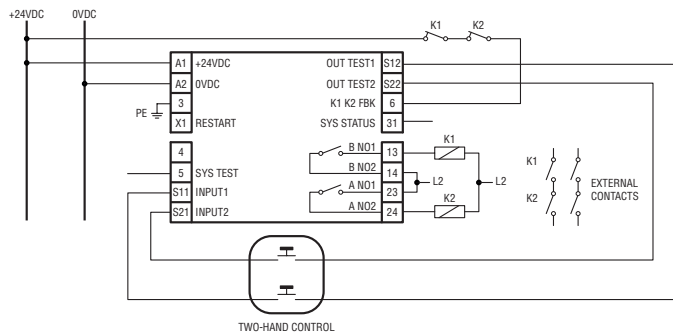 +24VDC 0VDC
K1 K2
A1 +24VDC OUT TEST1 S12
A2 0VDC OUT TEST2 S22
PE 3 K1 K2 FBK 6
X1 RESTART SYS STATUS 31
4 B NO1 13 K1
5 SYS TEST B NO2 14 L2 L2
S11 INPUT1 A NO1 23
S21 INPUT2 A NO2 24 K2
K1
K2
EXTERNAL
CONTACTS
TWO-HAND CONTROL